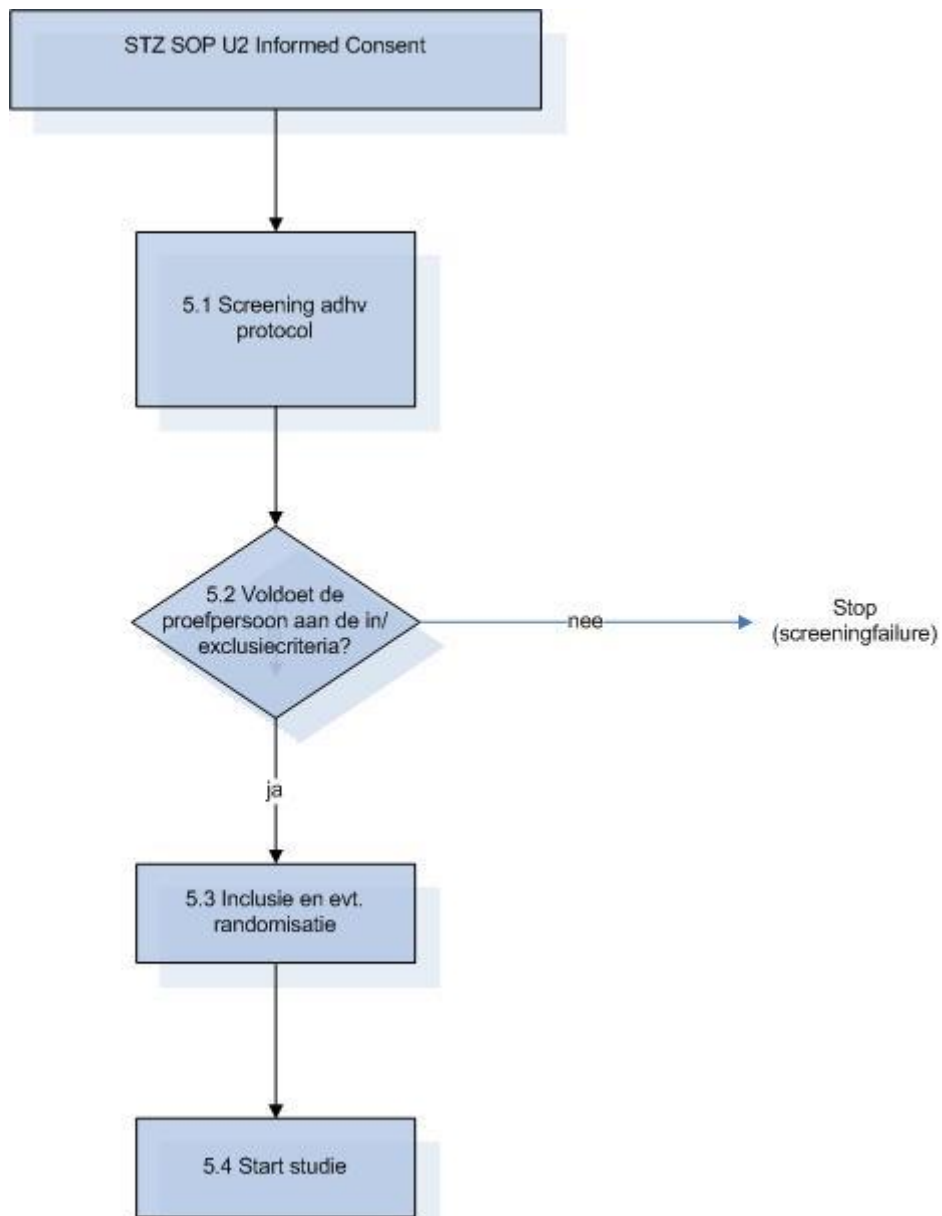 STZ SOP U2 Informed Consent
5.1 Screening adhv
protocol
5.2 Voldoet de
proefpersoon aan de in/
exclusiecriteria?
nee
Stop
(screeningfailure)
ja
5.3 Inclusie en evt.
randomisatie
5.4 Start studie